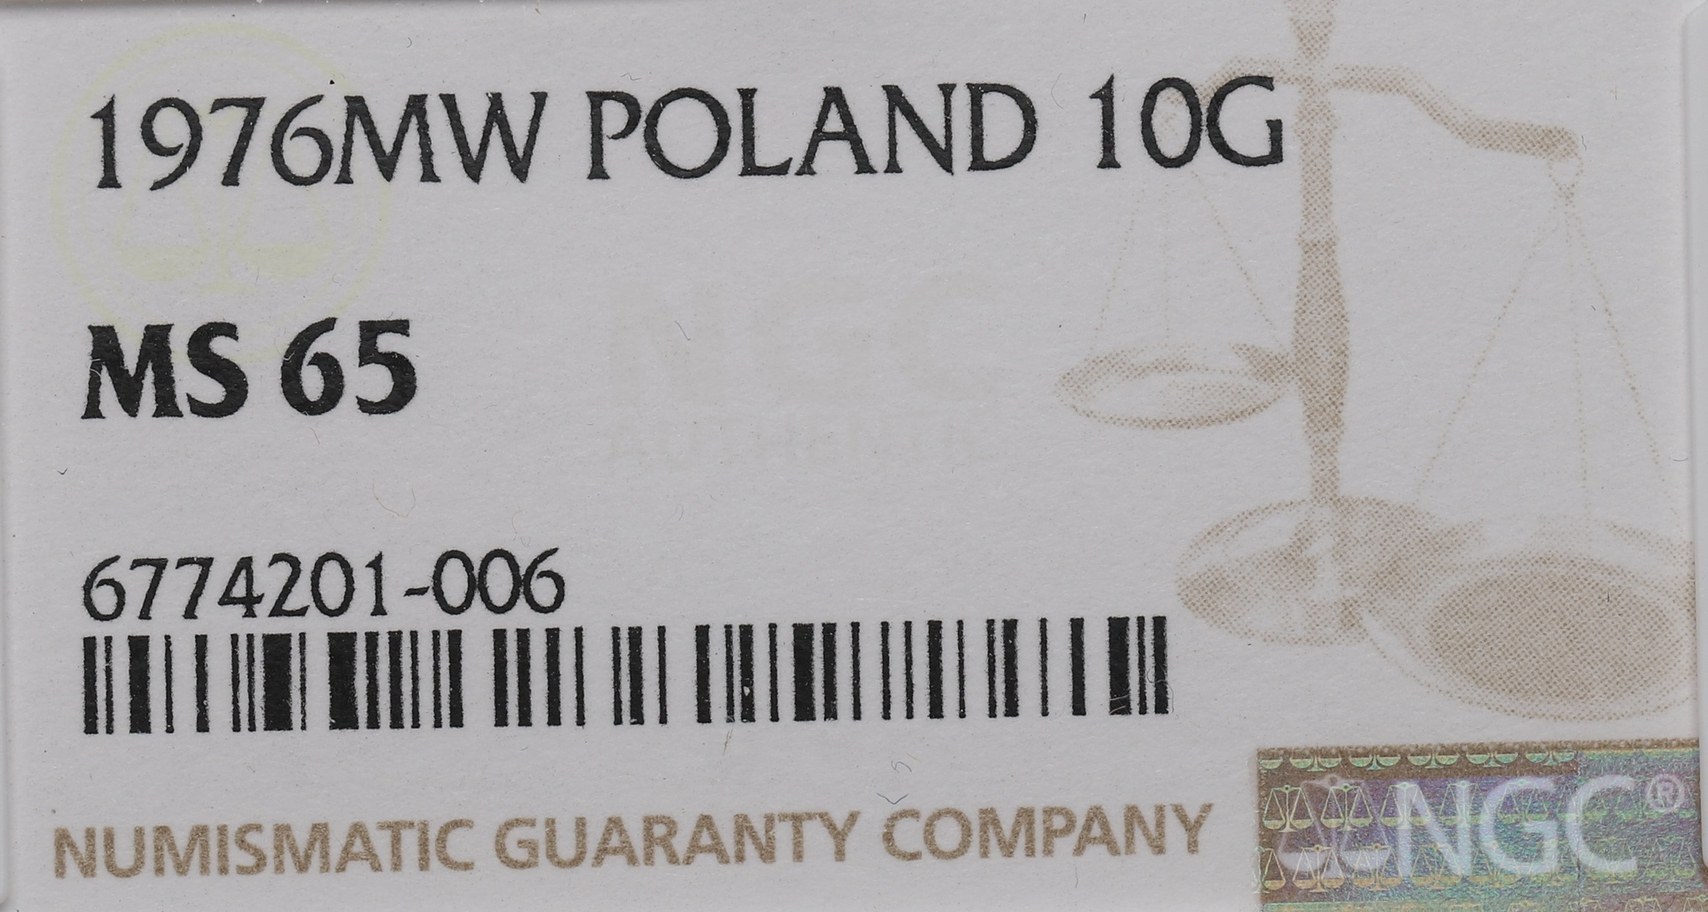 1976MW POLAND 10G
MS 65
6774201-006
NUMISMATIC GUARANTY COMPANY
NGC®